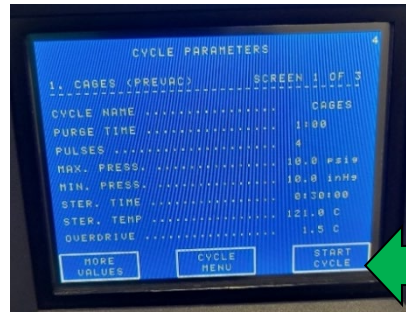 4
CYCLE PARAMETERS
1. CAGES (PREVAC) SCREEN 1 OF 3
CYCLE NAME ................ CAGES
PURGE TIME ................ 1:00
PULSES .................... 4
MAX. PRESS. ............... 10.0 psig
MIN. PRESS. ............... 10.0 inHg
STER. TIME ................ 0:30:00
STER. TEMP ................ 121.0 C
OVERDRIVE ................. 1.5 C
MORE VALUES
CYCLE MENU
START CYCLE